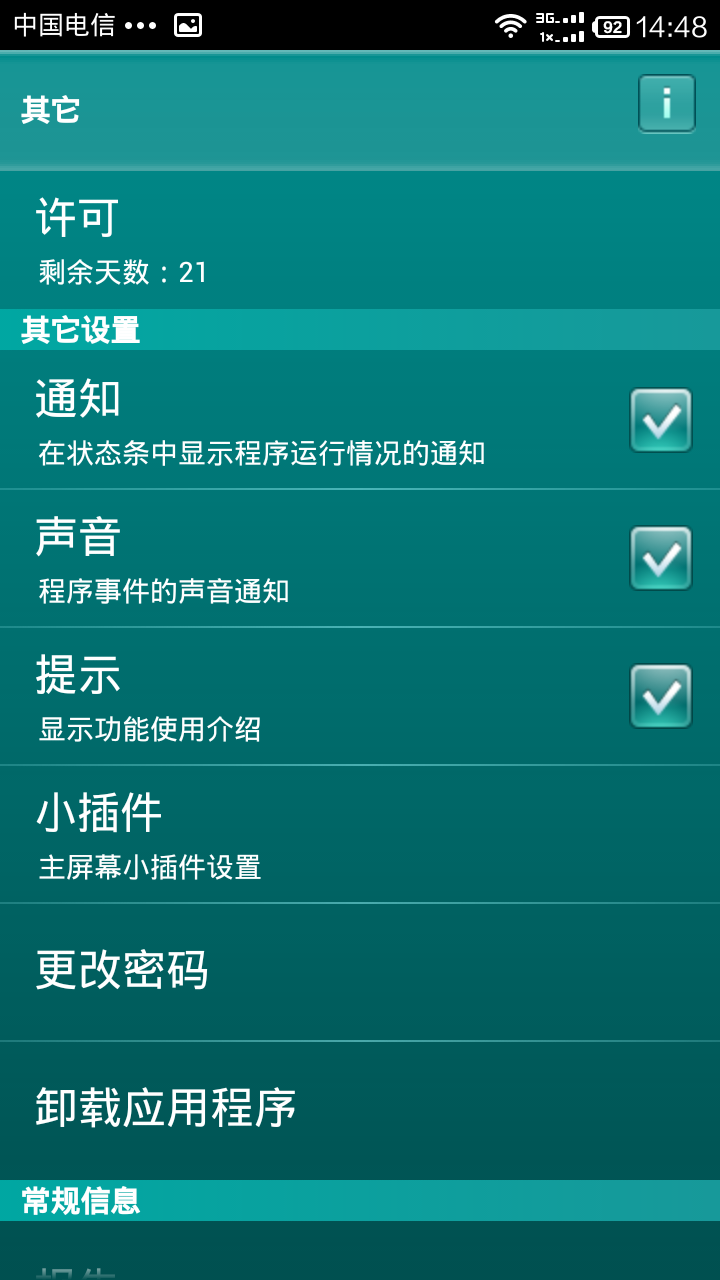 中国电信 ••• 3G 1× 92 14:48
其它
i
许可
剩余天数：21
其它设置
通知
在状态条中显示程序运行情况的通知
声音
程序事件的声音通知
提示
显示功能使用介绍
小插件
主屏幕小插件设置
更改密码
卸载应用程序
常规信息